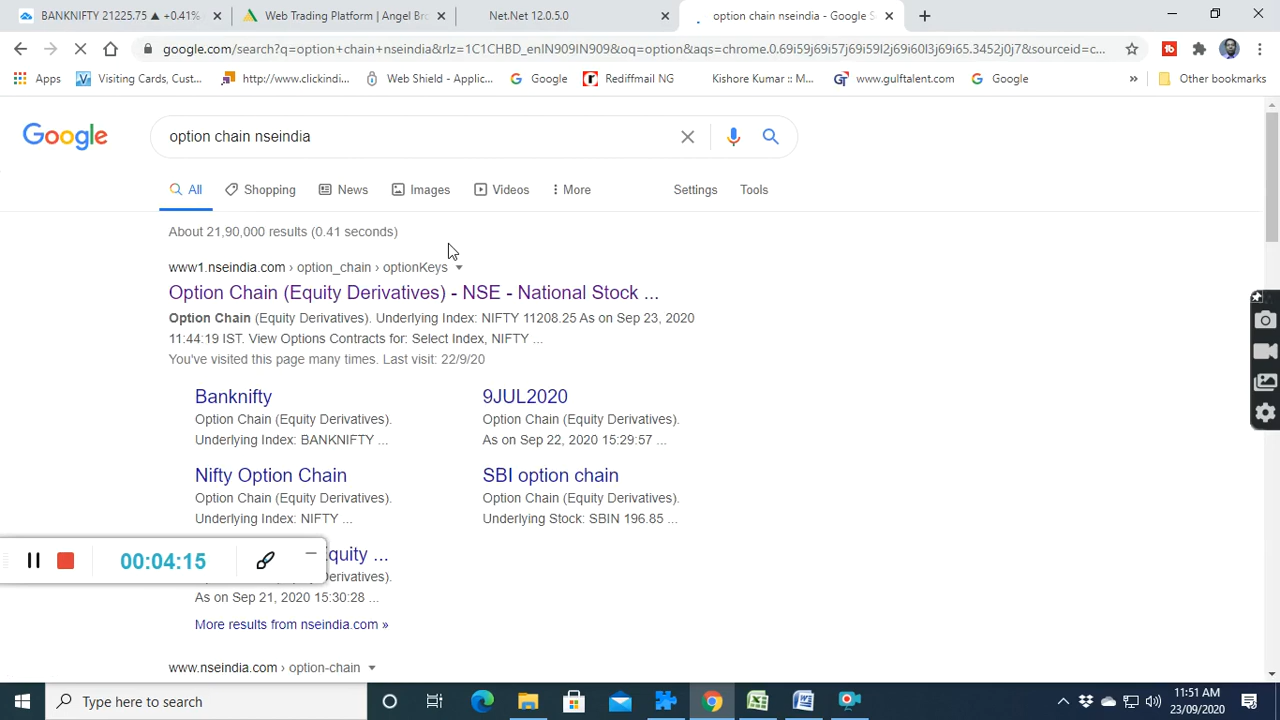 BANKNIFTY 21225.75 ▲ +0.41%
Web Trading Platform | Angel Bro
Net.Net 12.0.5.0
option chain nseindia - Google S
google.com/search?q=option+chain+nseindia&rlz=1C1CHBD_enIN909IN909&oq=option&aqs=chrome.0.69i59j69i57j69i59l2j69i60l3j69i65.3452j0j7&sourceid=c...
Apps
Visiting Cards, Cust...
http://www.clickindi...
Web Shield - Applic...
Google
Rediffmail NG
Kishore Kumar :: M...
www.gulftalent.com
Google
»
Other bookmarks
Google
option chain nseindia
All
Shopping
News
Images
Videos
More
Settings
Tools
About 21,90,000 results (0.41 seconds)
www1.nseindia.com › option_chain › optionKeys
Option Chain (Equity Derivatives) - NSE - National Stock ...
Option Chain (Equity Derivatives). Underlying Index: NIFTY 11208.25 As on Sep 23, 2020
11:44:19 IST. View Options Contracts for: Select Index, NIFTY ...
You've visited this page many times. Last visit: 22/9/20
Banknifty
Option Chain (Equity Derivatives).
Underlying Index: BANKNIFTY ...
9JUL2020
Option Chain (Equity Derivatives).
As on Sep 22, 2020 15:29:57 ...
Nifty Option Chain
Option Chain (Equity Derivatives).
Underlying Index: NIFTY ...
SBI option chain
Option Chain (Equity Derivatives).
Underlying Stock: SBIN 196.85 ...
00:04:15
quity ...
ivatives).
As on Sep 21, 2020 15:30:28 ...
More results from nseindia.com »
www.nseindia.com › option-chain
Type here to search
11:51 AM
23/09/2020